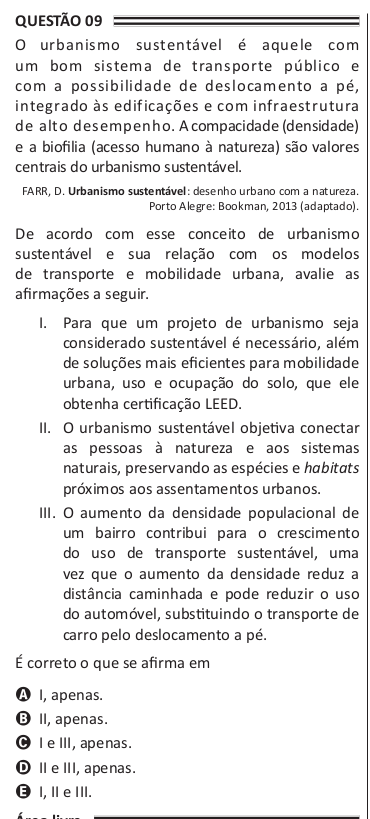 QUESTÃO 09
O urbanismo sustentável é aquele com
um bom sistema de transporte público e
com a possibilidade de deslocamento a pé,
integrado às edificações e com infraestrutura
de alto desempenho. A compacidade (densidade)
e a biofilia (acesso humano à natureza) são valores
centrais do urbanismo sustentável.
FARR, D. Urbanismo sustentável: desenho urbano com a natureza.
Porto Alegre: Bookman, 2013 (adaptado).
De acordo com esse conceito de urbanismo
sustentável e sua relação com os modelos
de transporte e mobilidade urbana, avalie as
afirmações a seguir.
I. Para que um projeto de urbanismo seja
considerado sustentável é necessário, além
de soluções mais eficientes para mobilidade
urbana, uso e ocupação do solo, que ele
obtenha certificação LEED.
II. O urbanismo sustentável objetiva conectar
as pessoas à natureza e aos sistemas
naturais, preservando as espécies e habitats
próximos aos assentamentos urbanos.
III. O aumento da densidade populacional de
um bairro contribui para o crescimento
do uso de transporte sustentável, uma
vez que o aumento da densidade reduz a
distância caminhada e pode reduzir o uso
do automóvel, substituindo o transporte de
carro pelo deslocamento a pé.
É correto o que se afirma em
A I, apenas.
B II, apenas.
C I e III, apenas.
D II e III, apenas.
E I, II e III.